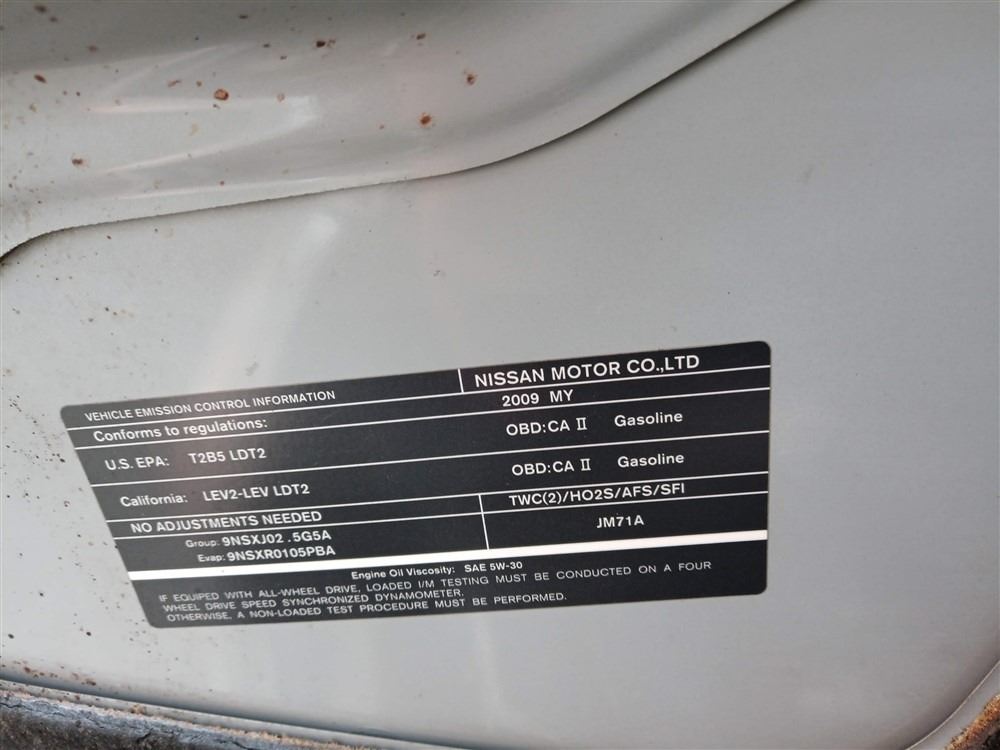 VEHICLE EMISSION CONTROL INFORMATION
NISSAN MOTOR CO.,LTD
Conforms to regulations:
2009 MY
U.S. EPA: T2B5 LDT2
OBD:CA II Gasoline
California: LEV2-LEV LDT2
OBD:CA II Gasoline
NO ADJUSTMENTS NEEDED
TWC(2)/HO2S/AFS/SFI
Group: 9NSXJ02.5G5A
Evap: 9NSXR0105PBA
JM71A
Engine Oil Viscosity: SAE 5W-30
IF EQUIPED WITH ALL-WHEEL DRIVE, LOADED I/M TESTING MUST BE CONDUCTED ON A FOUR
WHEEL DRIVE SPEED SYNCHRONIZED DYNAMOMETER.
OTHERWISE, A NON-LOADED TEST PROCEDURE MUST BE PERFORMED.